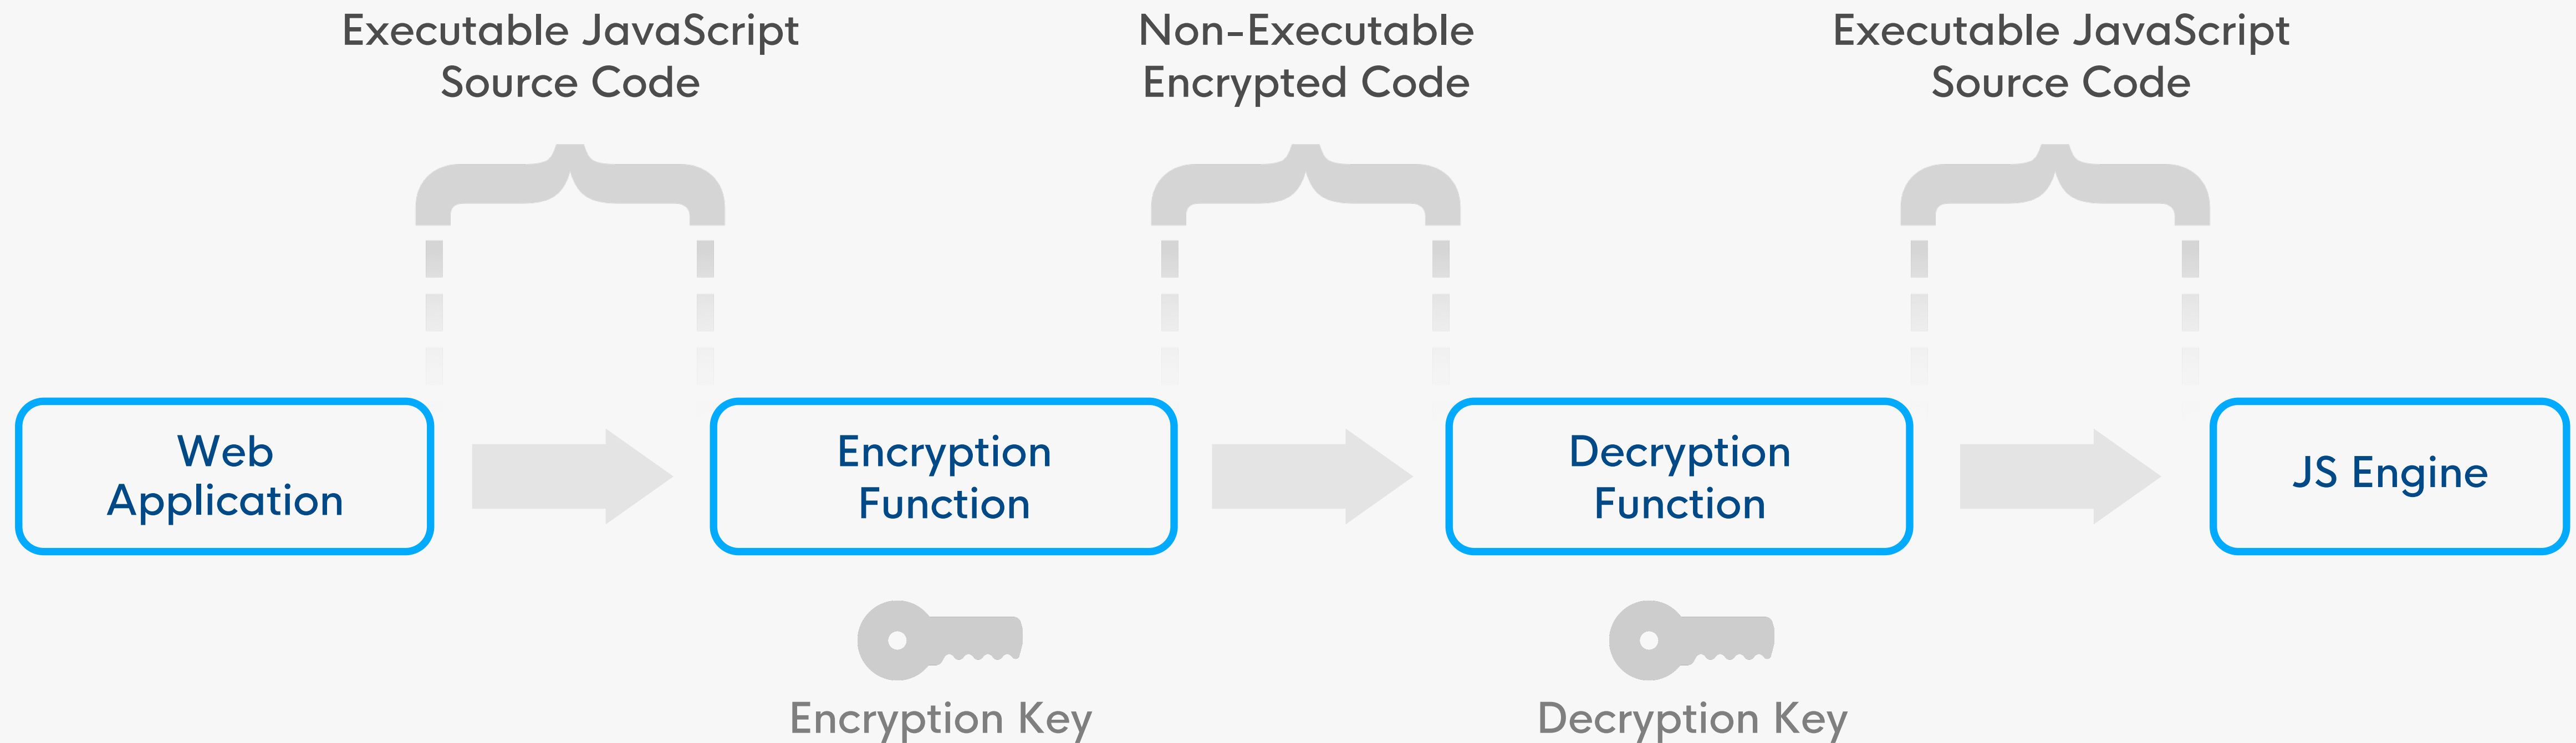 Executable JavaScript
Source Code
Non-Executable
Encrypted Code
Executable JavaScript
Source Code
Web
Application
Encryption
Function
Decryption
Function
JS Engine
Encryption Key
Decryption Key